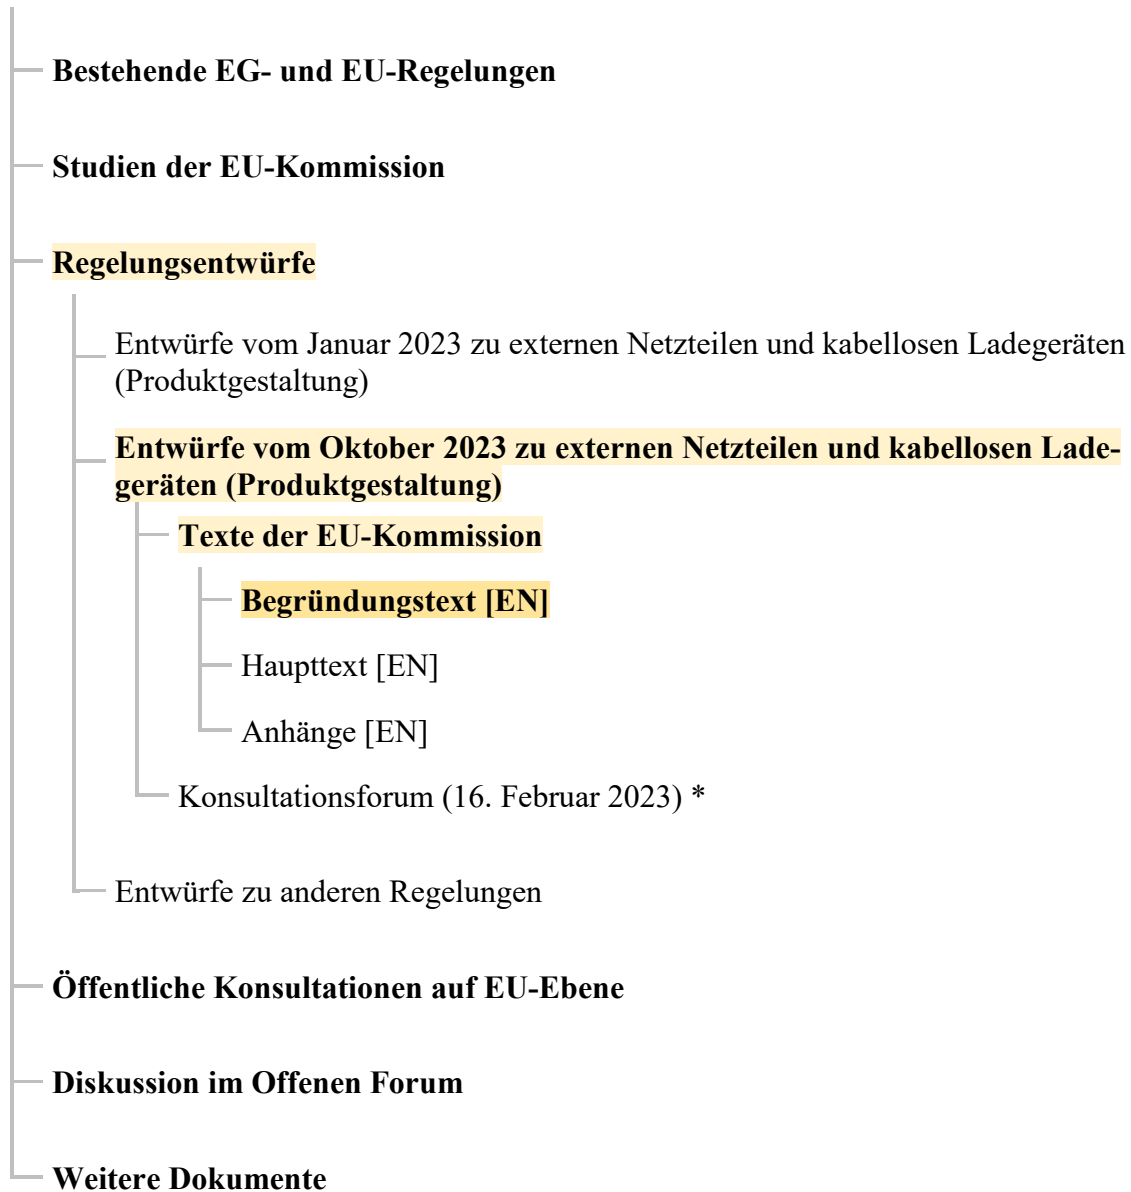 Bestehende EG- und EU-Regelungen
Studien der EU-Kommission
Regelungsentwürfe
Entwürfe vom Januar 2023 zu externen Netzteilen und kabellosen Ladegeräten
(Produktgestaltung)
Entwürfe vom Oktober 2023 zu externen Netzteilen und kabellosen Lade-
geräten (Produktgestaltung)
Texte der EU-Kommission
Begründungstext [EN]
Haupttext [EN]
Anhänge [EN]
Konsultationsforum (16. Februar 2023) *
Entwürfe zu anderen Regelungen
Öffentliche Konsultationen auf EU-Ebene
Diskussion im Offenen Forum
Weitere Dokumente